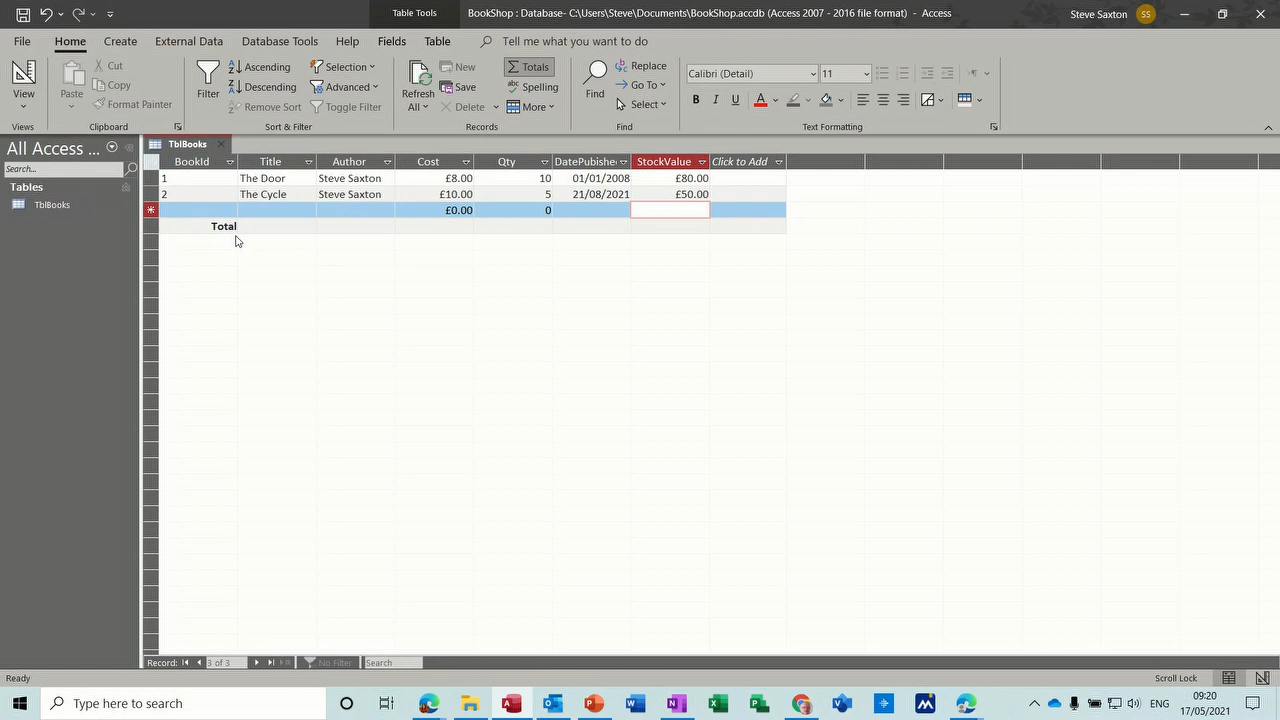 Table Tools
BookShop : Database- C:\Users\Steve\Documents\BookShop.accdb (Access 2007 - 2016 file format) - Access
Steve Saxton
SS
File Home Create External Data Database Tools Help Fields Table Tell me what you want to do
View
Views
Paste
Cut
Copy
Format Painter
Clipboard
Filter
Ascending
Descending
Remove Sort
Selection
Advanced
Toggle Filter
Sort & Filter
Refresh
All
New
Save
Delete
Totals
Spelling
More
Records
Find
Replace
Go To
Select
Find
Calibri (Detail)
11
B I U A
Text Formatting
All Access ...
Search...
Tables
TblBooks
TblBooks
BookId Title Author Cost Qty DatePubishe StockValue Click to Add
1 The Door Steve Saxton £8.00 10 01/01/2008 £80.00
2 The Cycle Steve Saxton £10.00 5 21/08/2021 £50.00
£0.00 0
Total
Record: 3 of 3 No Filter Search
Ready
Scroll Lock
Type here to search
ENG
09:20
17/05/2021